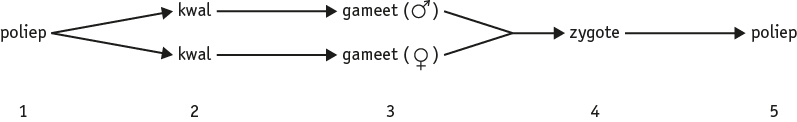 kwal gameet (♂)
poliep zygote poliep
kwal gameet (♀)
1 2 3 4 5